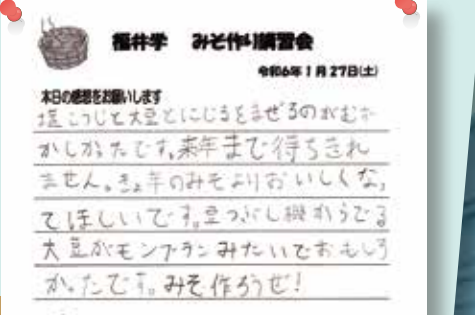 福井学　みそ作り講習会
令和6年1月27日(土)
本日の感想をお願いします
塩こうじと大豆とにじるをまぜるのがむず
かしかったです。来年まで待ちきれ
ません。きょ年のみそよりおいしくなっ
てほしいです。豆つぶし機からでる
大豆がモンブランみたいでおもしろ
かったです。みそ作ろうぜ!